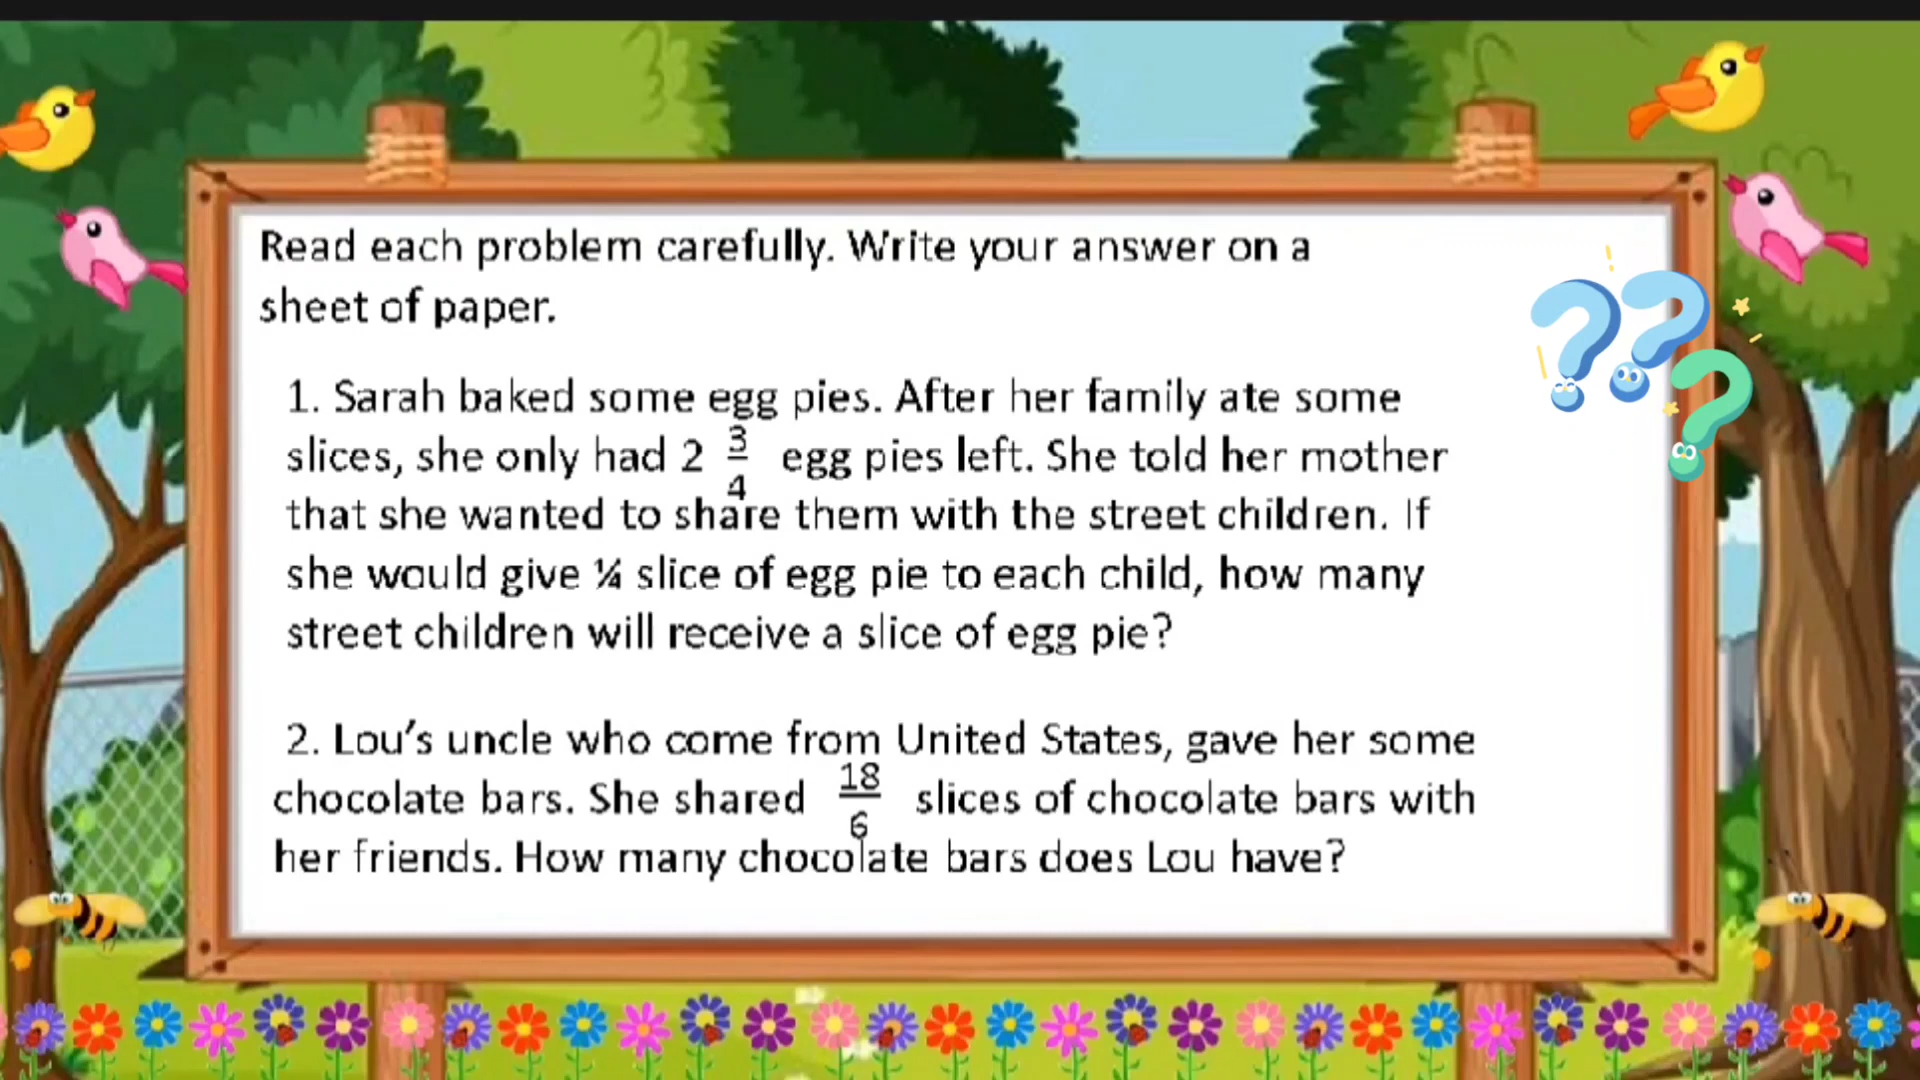 Read each problem carefully. Write your answer on a
sheet of paper.
1. Sarah baked some egg pies. After her family ate some
slices, she only had 2 3/4 egg pies left. She told her mother
that she wanted to share them with the street children. If
she would give ¼ slice of egg pie to each child, how many
street children will receive a slice of egg pie?
2. Lou's uncle who come from United States, gave her some
chocolate bars. She shared 18/6 slices of chocolate bars with
her friends. How many chocolate bars does Lou have?